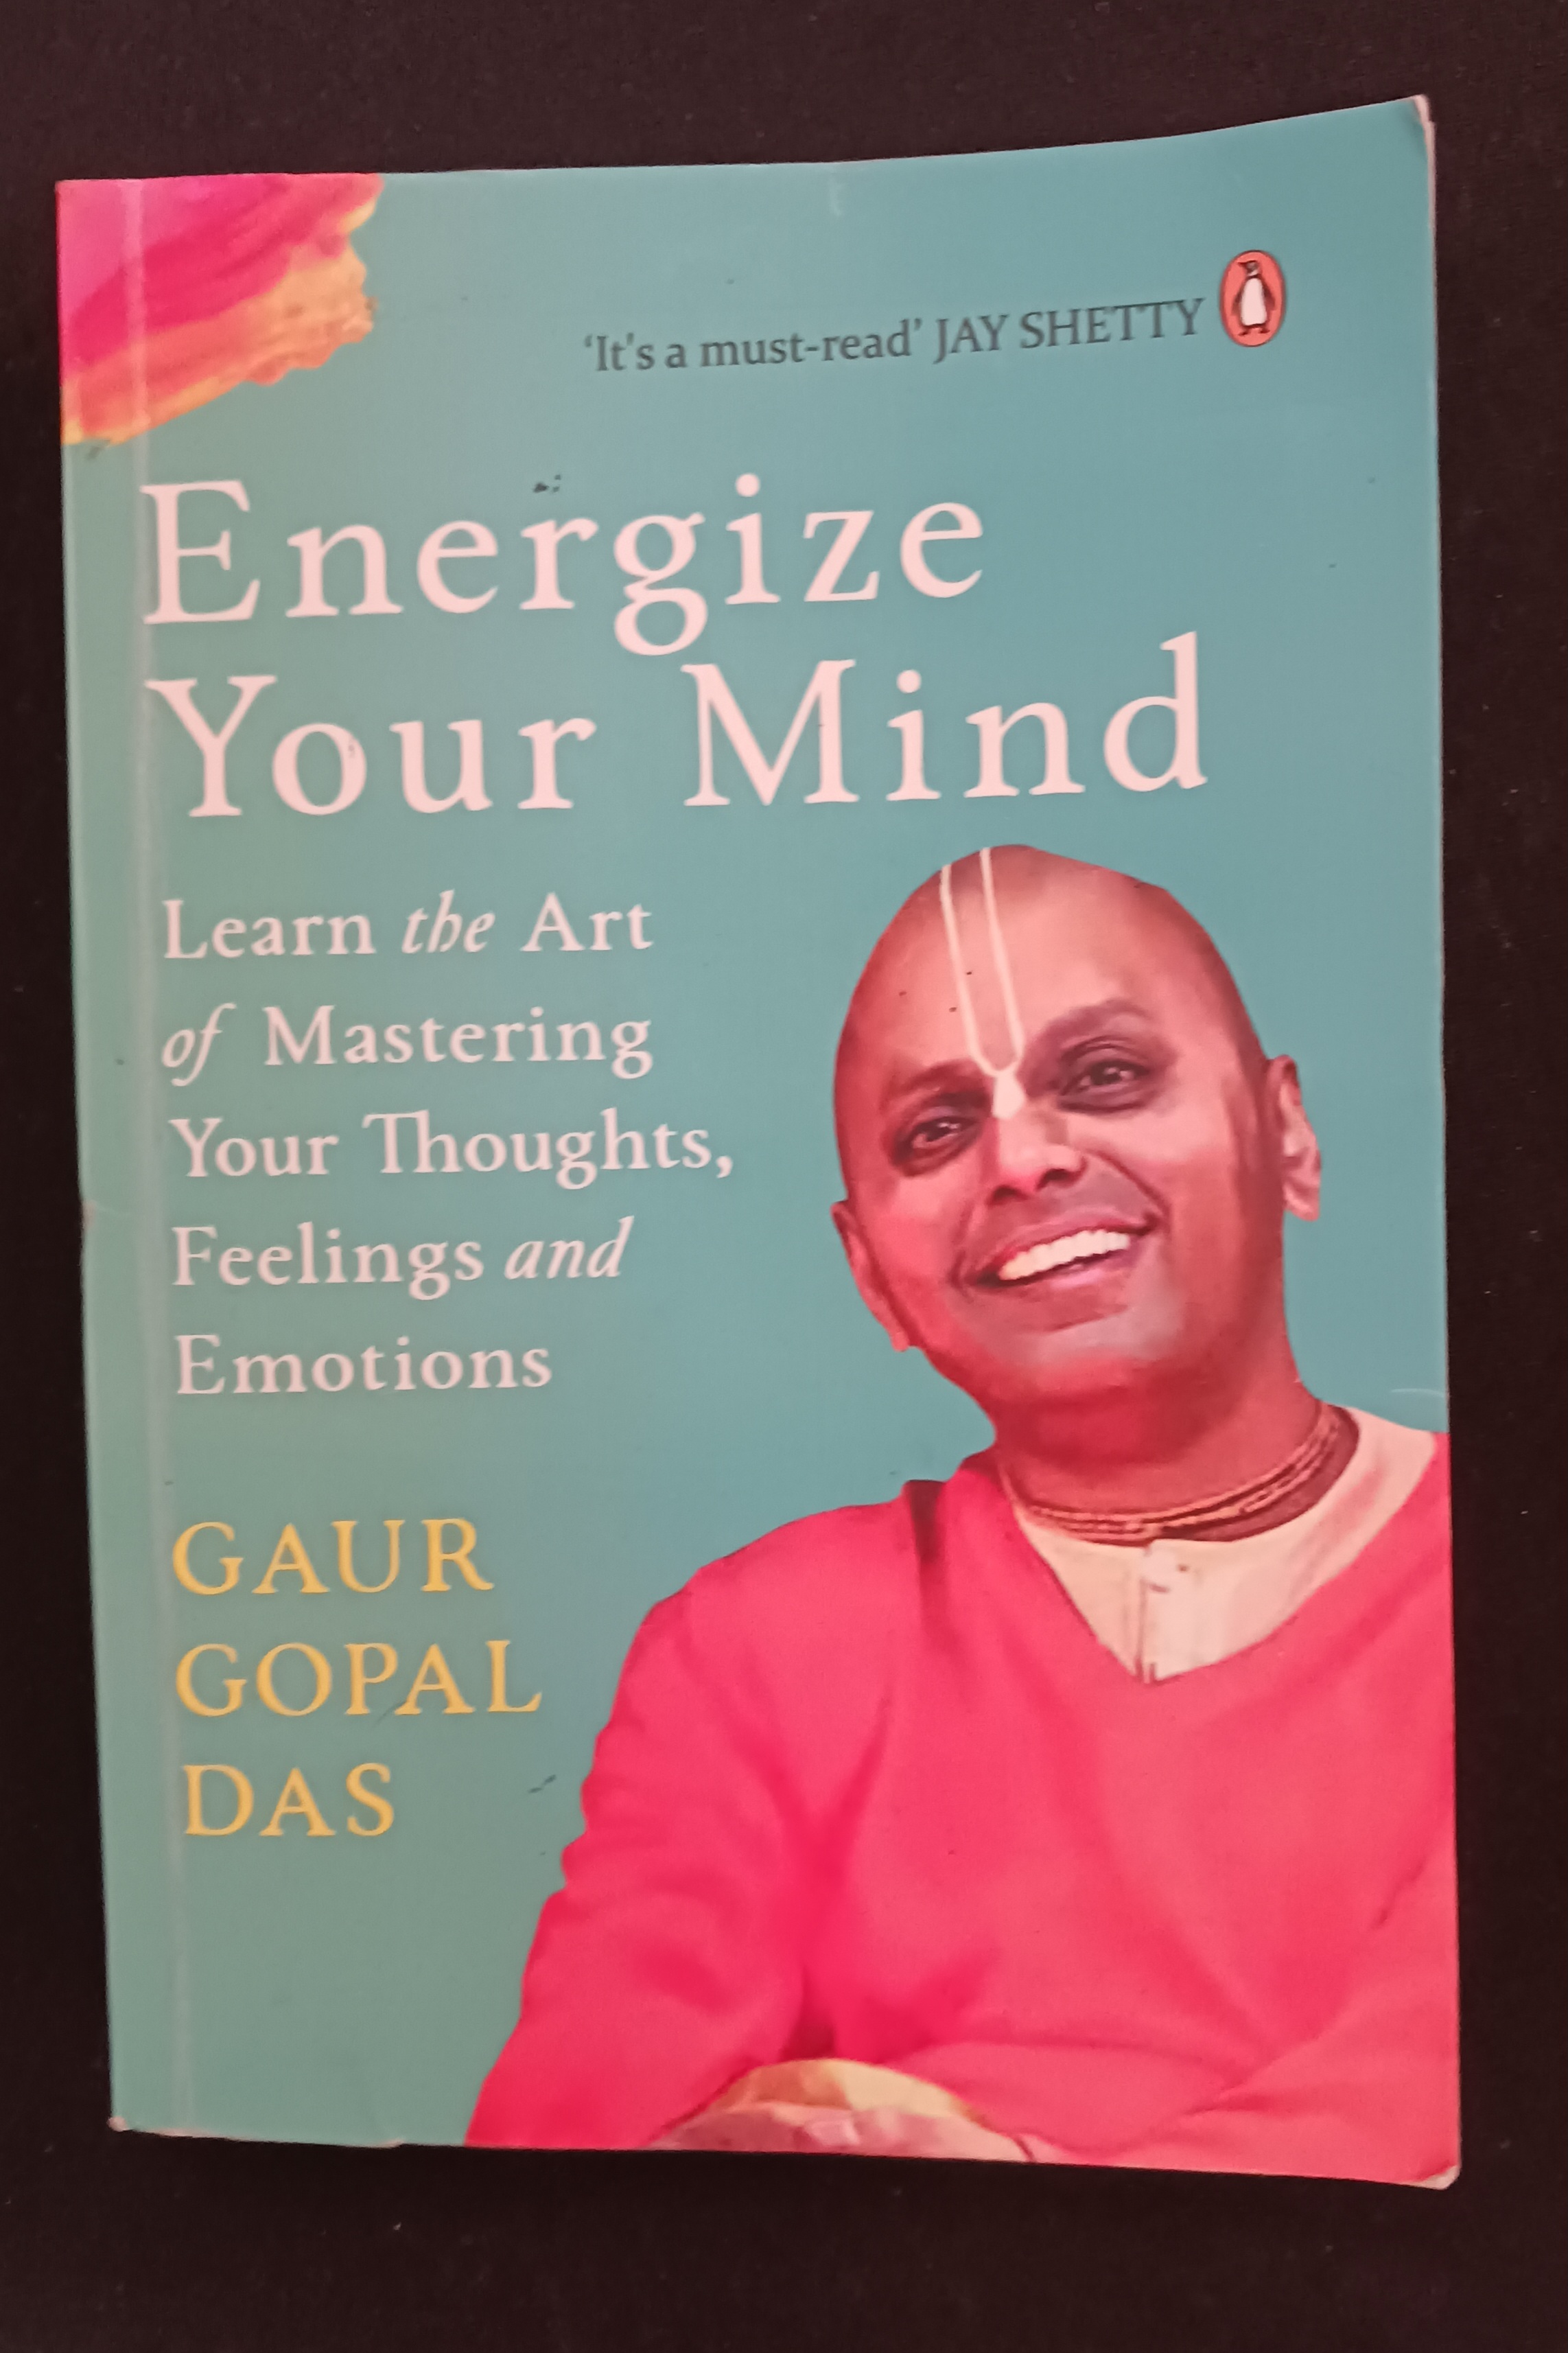 ‘It's a must-read’ JAY SHETTY
Energize
Your Mind
Learn the Art
of Mastering
Your Thoughts,
Feelings and
Emotions
GAUR
GOPAL
DAS